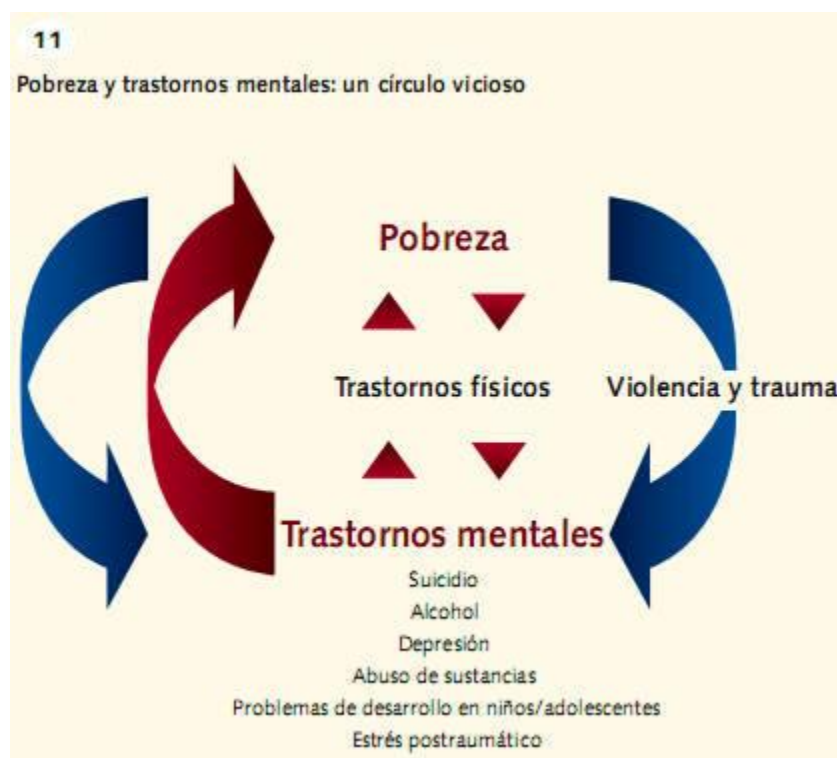 11
Pobreza y trastornos mentales: un círculo vicioso
Pobreza
Trastornos físicos
Violencia y trauma
Trastornos mentales
Suicidio
Alcohol
Depresión
Abuso de sustancias
Problemas de desarrollo en niños/adolescentes
Estrés postraumático